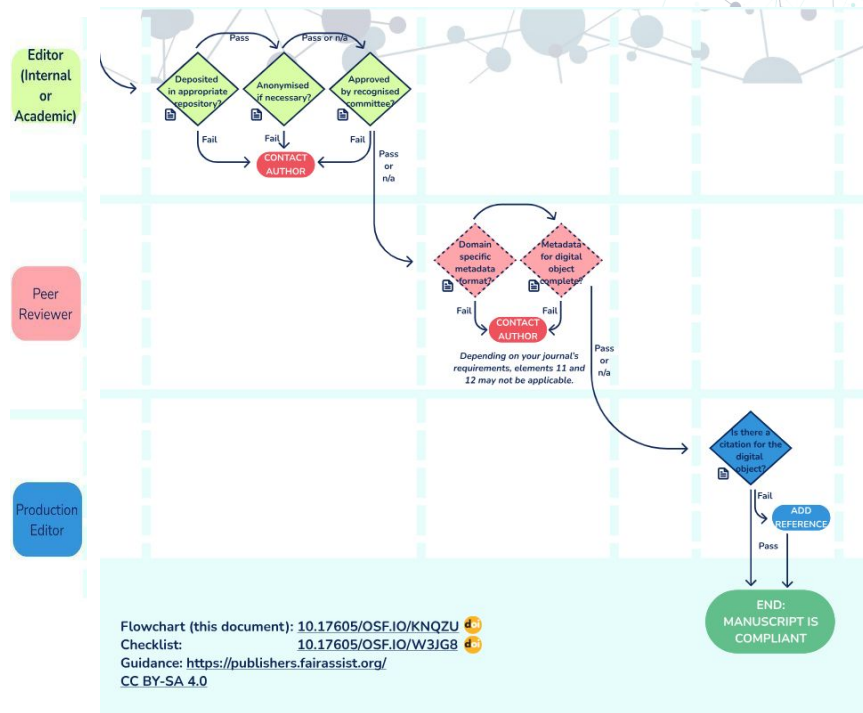 Editor
(Internal
or
Academic)
Pass
Pass or n/a
Deposited
in appropriate
repository?
Anonymised
if necessary?
Approved
by recognised
committee?
Fail
Fail
Fail
CONTACT
AUTHOR
Pass
or
n/a
Peer
Reviewer
Domain
specific
metadata
format?
Metadata
for digital
object
complete?
Fail
Fail
CONTACT
AUTHOR
Depending on your journal's
requirements, elements 11 and
12 may not be applicable.
Pass
or
n/a
Production
Editor
Is there a
citation for the
digital
object?
Fail
ADD
REFERENCE
Pass
END:
MANUSCRIPT IS
COMPLIANT
Flowchart (this document): 10.17605/OSF.IO/KNQZU doi
Checklist: 10.17605/OSF.IO/W3JG8 doi
Guidance: https://publishers.fairassist.org/
CC BY-SA 4.0